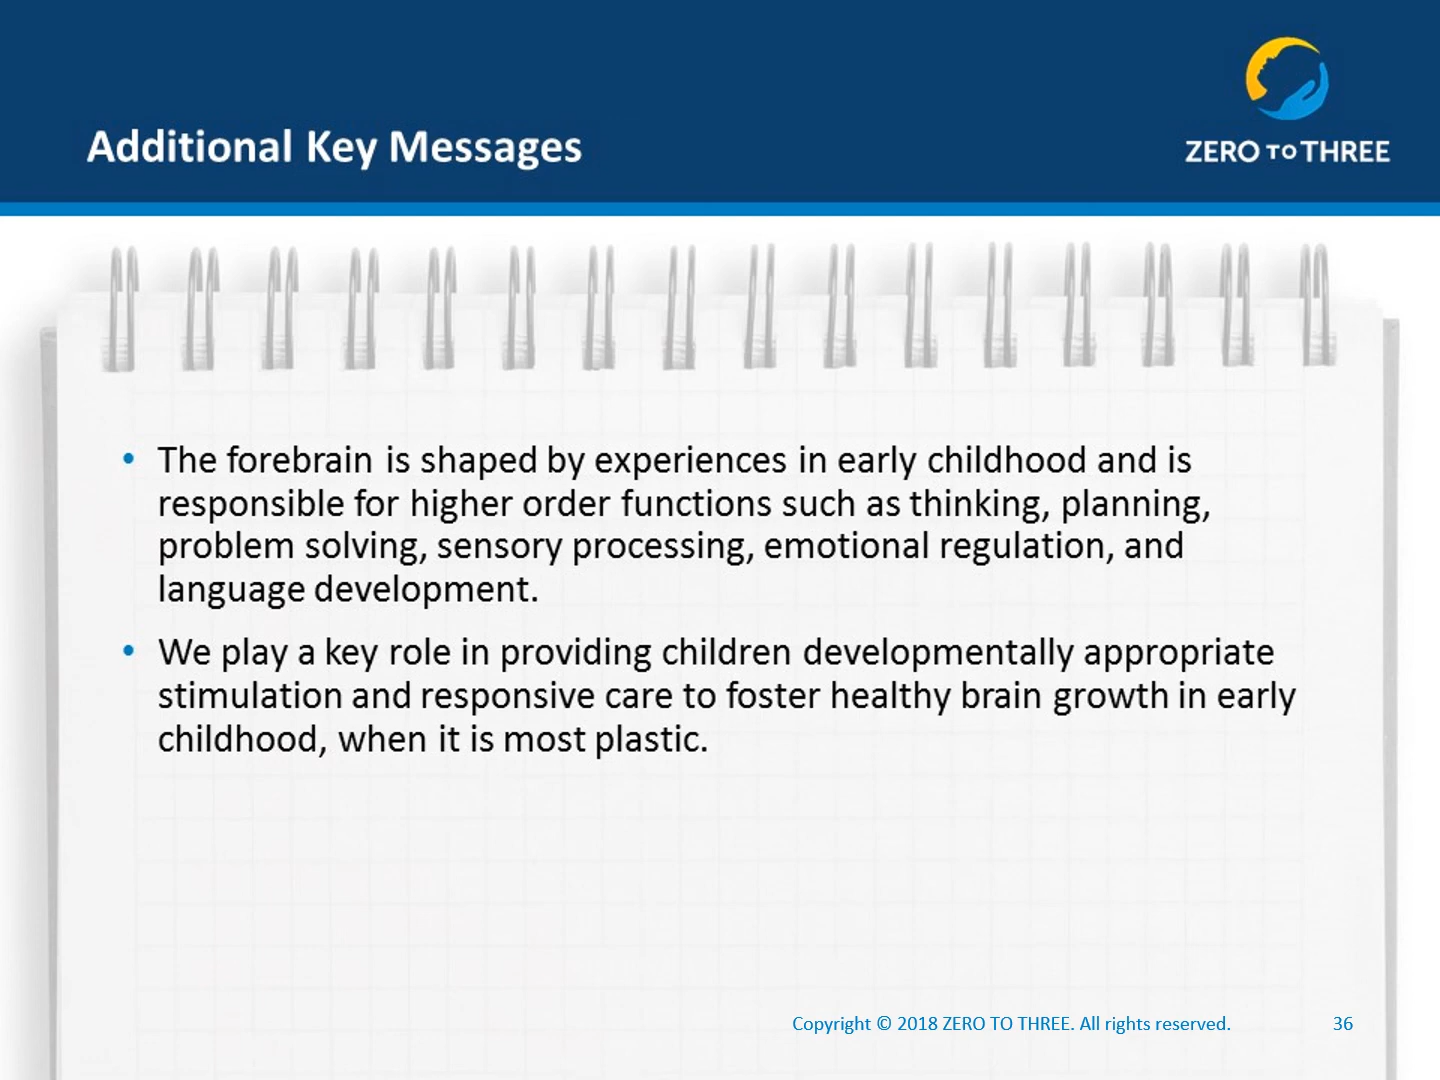 Additional Key Messages
ZERO TO THREE
• The forebrain is shaped by experiences in early childhood and is
responsible for higher order functions such as thinking, planning,
problem solving, sensory processing, emotional regulation, and
language development.
• We play a key role in providing children developmentally appropriate
stimulation and responsive care to foster healthy brain growth in early
childhood, when it is most plastic.
Copyright © 2018 ZERO TO THREE. All rights reserved. 36